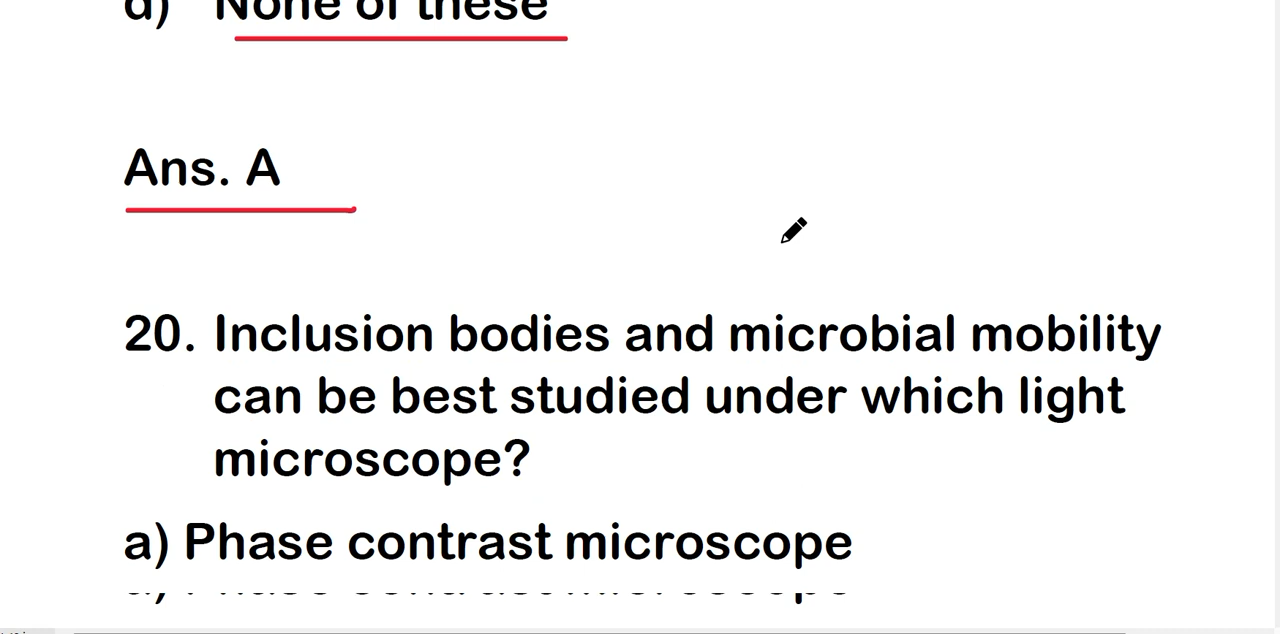 d) None of these
Ans. A
20. Inclusion bodies and microbial mobility
can be best studied under which light
microscope?
a) Phase contrast microscope